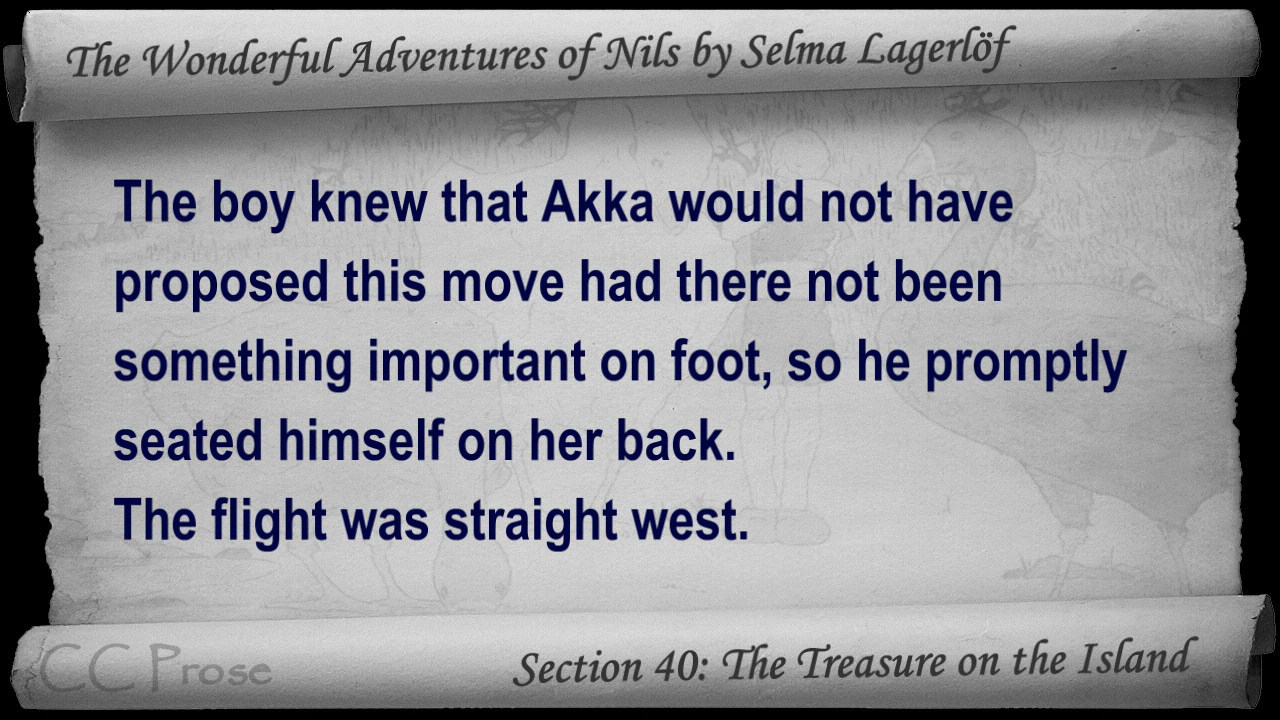 The Wonderful Adventures of Nils by Selma Lagerlöf
The boy knew that Akka would not have
proposed this move had there not been
something important on foot, so he promptly
seated himself on her back.
The flight was straight west.
CC Prose
Section 40: The Treasure on the Island